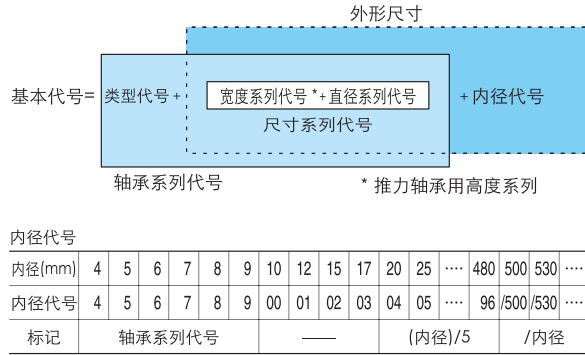 外形尺寸
基本代号= 类型代号+ 宽度系列代号*+直径系列代号 +内径代号
尺寸系列代号
轴承系列代号
* 推力轴承用高度系列
内径代号
内径(mm) 4 5 6 7 8 9 10 12 15 17 20 25 ···· 480 500 530 ····
内径代号 4 5 6 7 8 9 00 01 02 03 04 05 ···· 96 /500 /530 ····
标记 轴承系列代号 —— (内径)/5 /内径